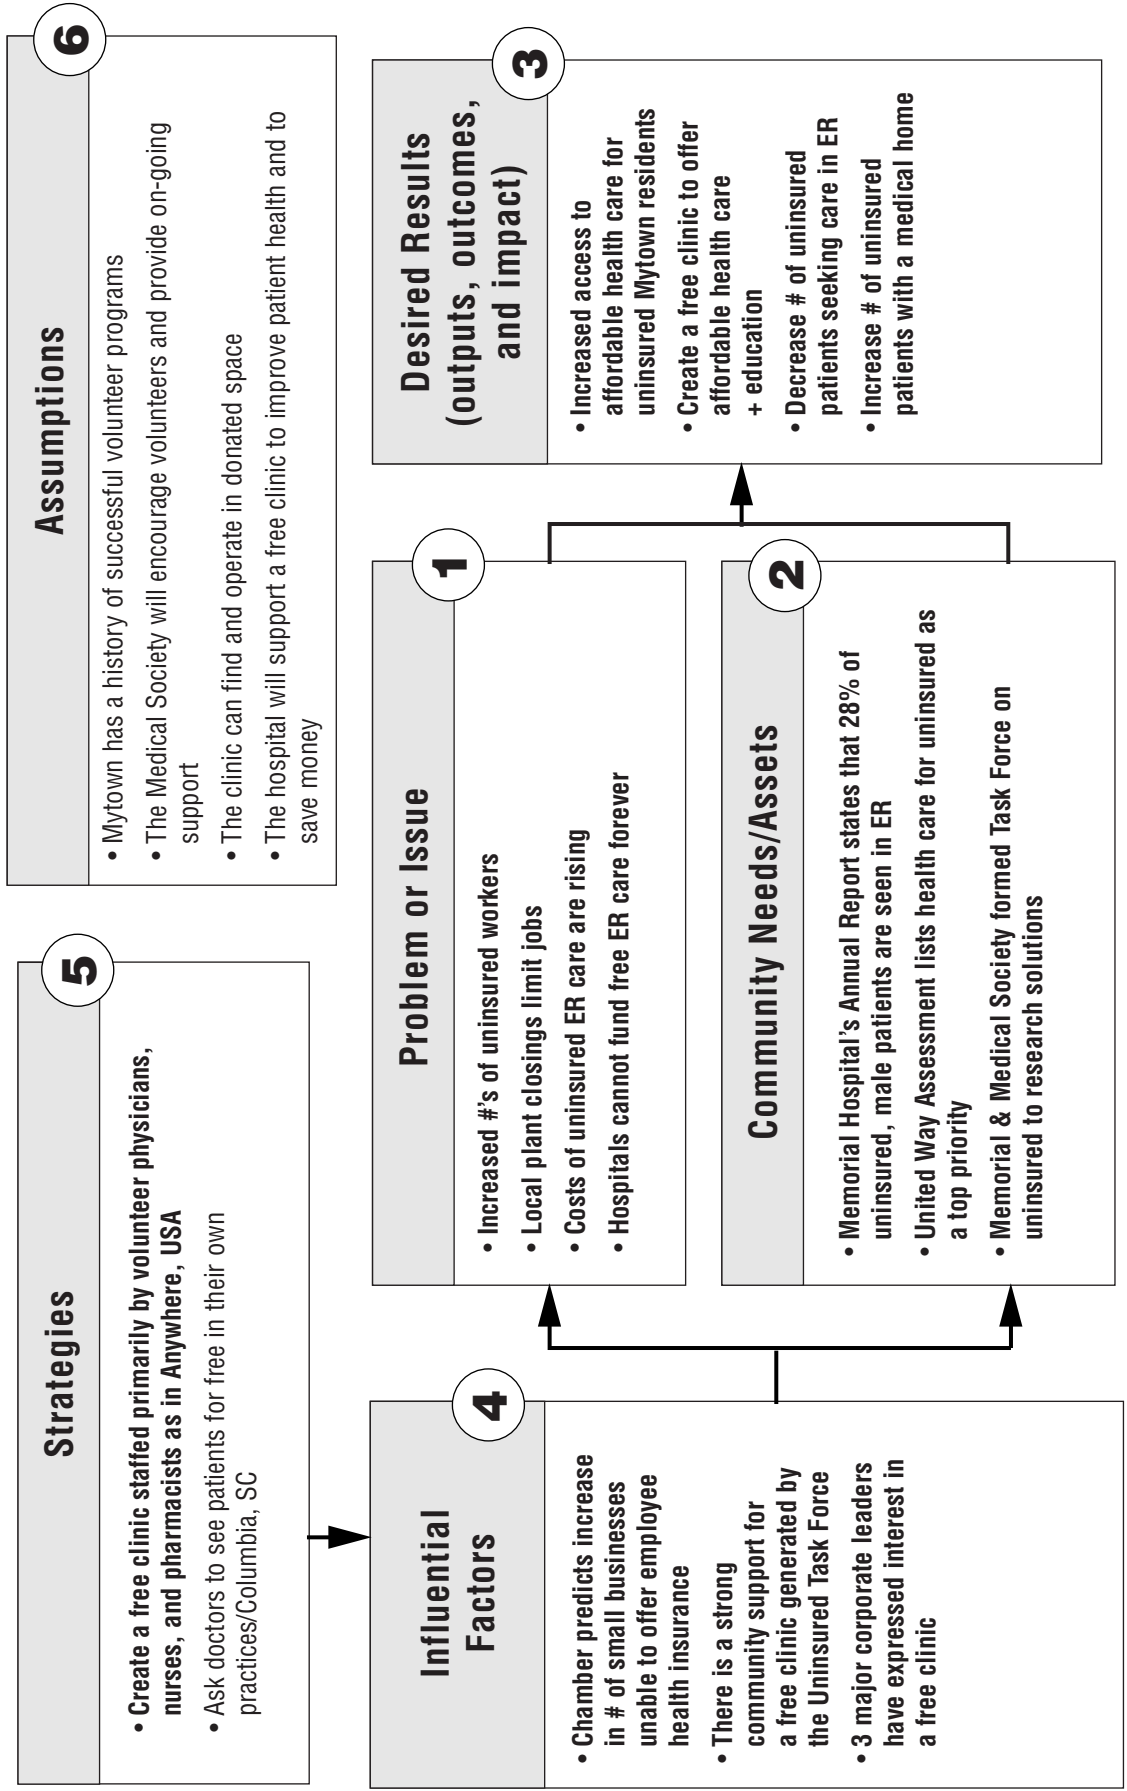 Strategies
5
• Create a free clinic staffed primarily by volunteer physicians,
nurses, and pharmacists as in Anywhere, USA
• Ask doctors to see patients for free in their own
practices/Columbia, SC
Assumptions
6
• Mytown has a history of successful volunteer programs
• The Medical Society will encourage volunteers and provide on-going
support
• The clinic can find and operate in donated space
• The hospital will support a free clinic to improve patient health and to
save money
Influential
Factors
4
• Chamber predicts increase
in # of small businesses
unable to offer employee
health insurance
• There is a strong
community support for
a free clinic generated by
the Uninsured Task Force
• 3 major corporate leaders
have expressed interest in
a free clinic
Problem or Issue
1
• Increased #'s of uninsured workers
• Local plant closings limit jobs
• Costs of uninsured ER care are rising
• Hospitals cannot fund free ER care forever
Community Needs/Assets
2
• Memorial Hospital's Annual Report states that 28% of
uninsured, male patients are seen in ER
• United Way Assessment lists health care for uninsured as
a top priority
• Memorial & Medical Society formed Task Force on
uninsured to research solutions
Desired Results
(outputs, outcomes,
and impact)
3
• Increased access to
affordable health care for
uninsured Mytown residents
• Create a free clinic to offer
affordable health care
+ education
• Decrease # of uninsured
patients seeking care in ER
• Increase # of uninsured
patients with a medical home